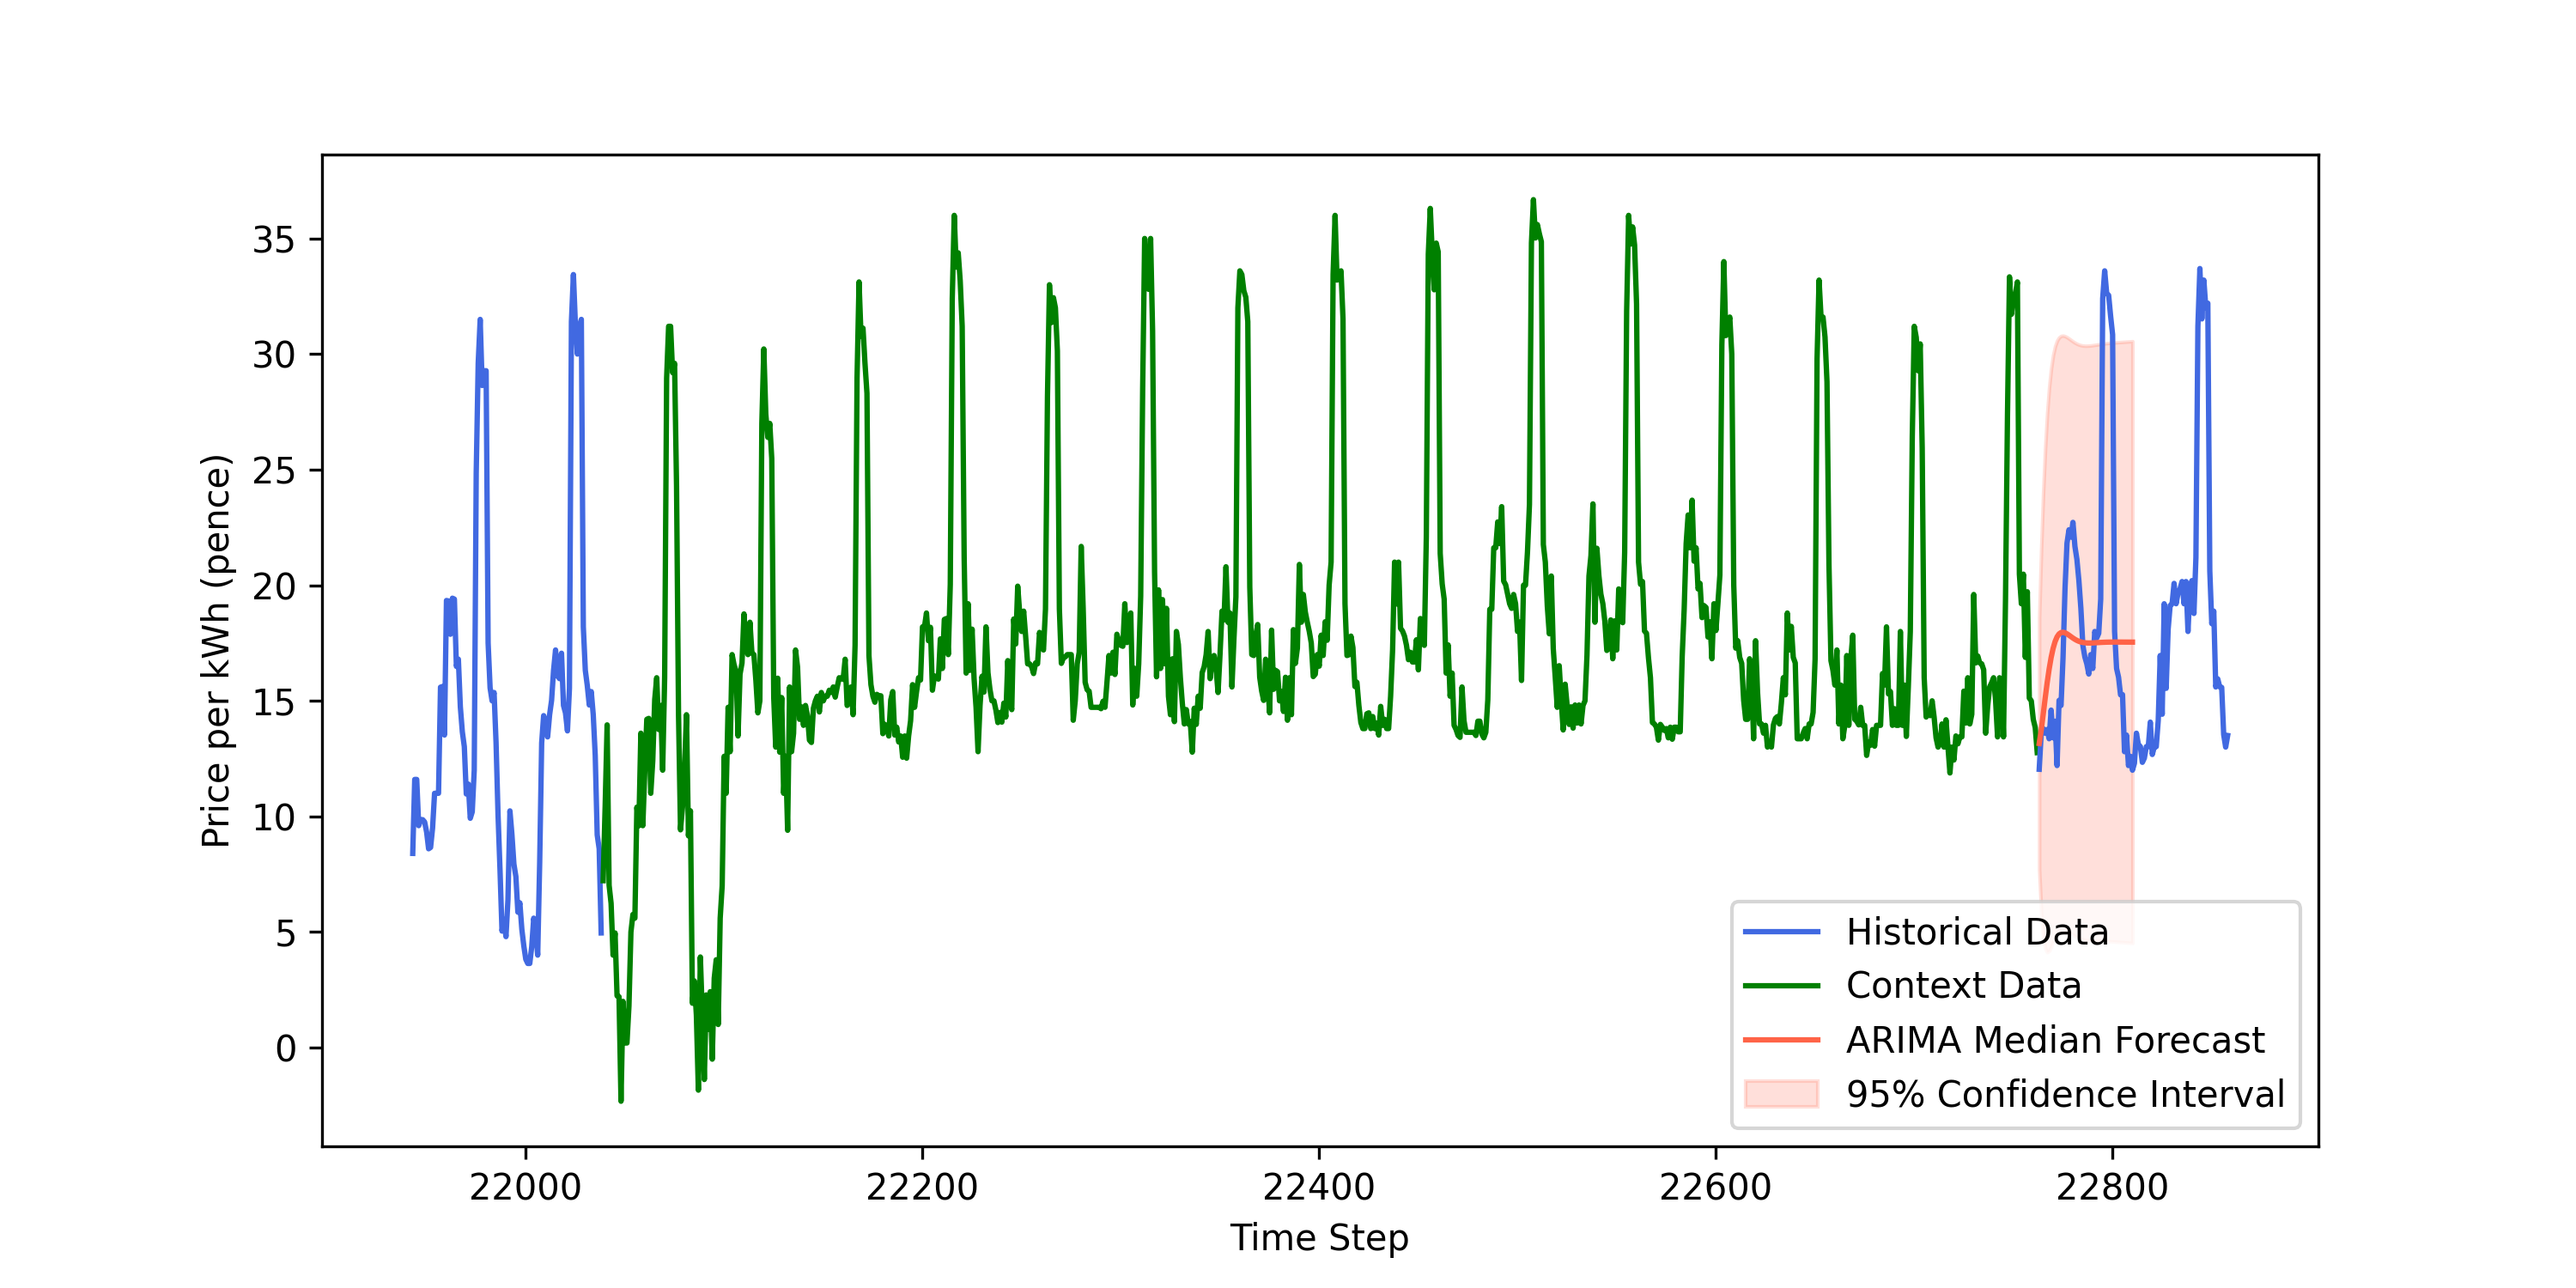 35
30
25
20
15
10
5
0
Price per kWh (pence)
22000
22200
22400
22600
22800
Time Step
Historical Data
Context Data
ARIMA Median Forecast
95% Confidence Interval